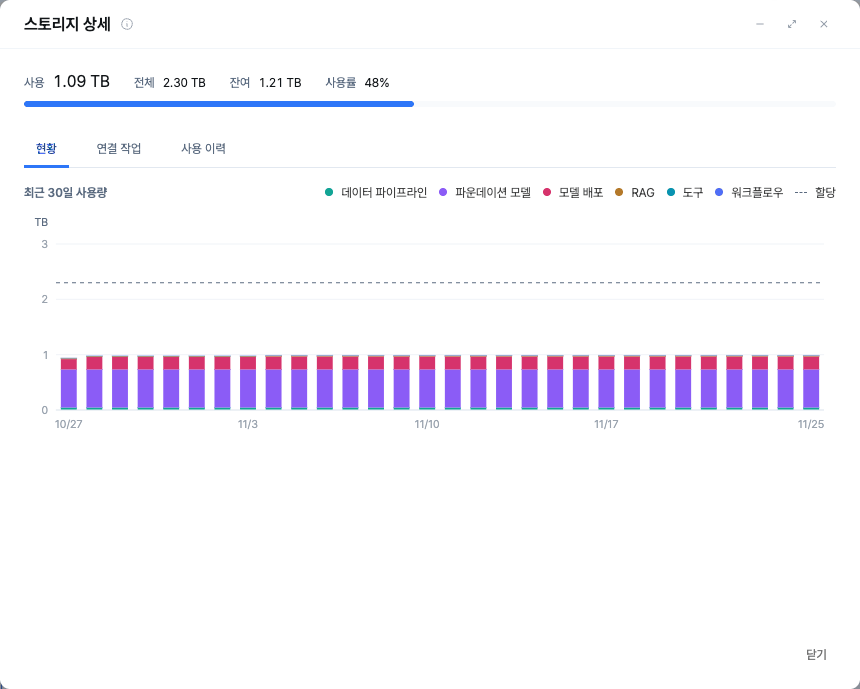 스토리지 상세
사용 1.09 TB 전체 2.30 TB 잔여 1.21 TB 사용률 48%
현황 연결 작업 사용 이력
최근 30일 사용량 데이터 파이프라인 파운데이션 모델 모델 배포 RAG 도구 워크플로우 할당
TB
3
2
1
0
10/27 11/3 11/10 11/17 11/25
닫기